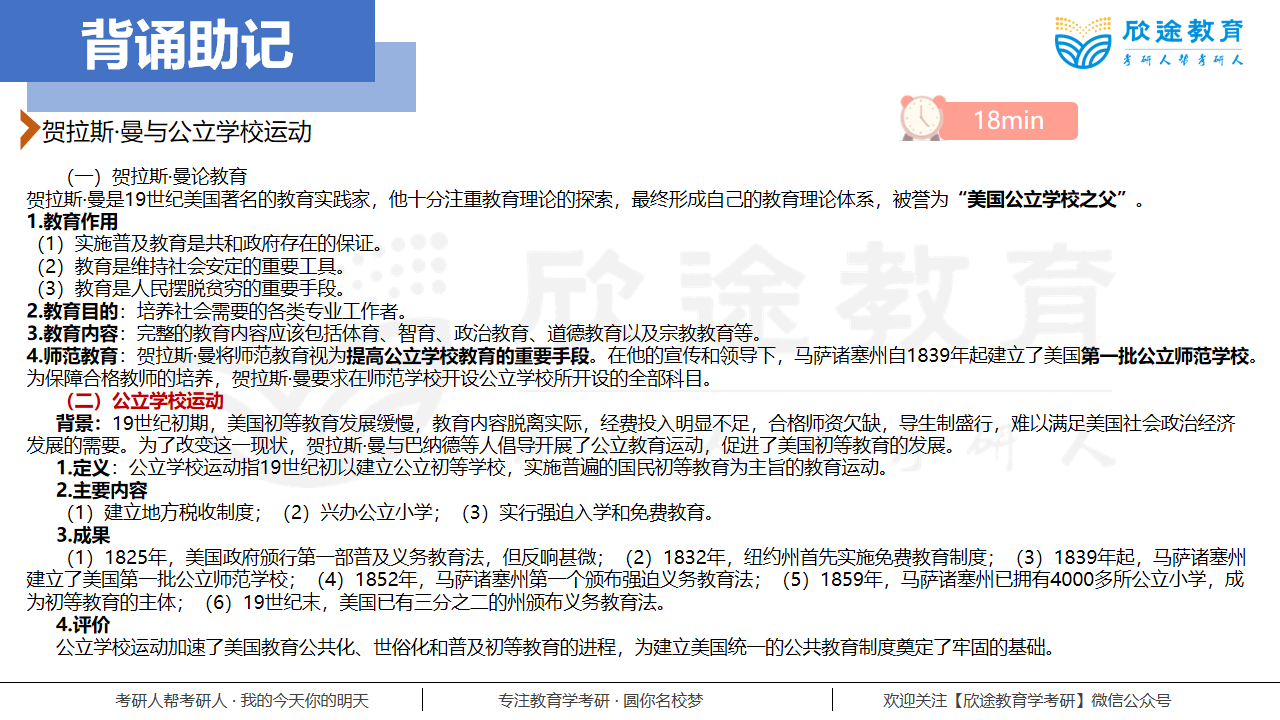 背诵助记
欣途教育
考研人帮考研人
贺拉斯·曼与公立学校运动
18min
（一）贺拉斯·曼论教育
贺拉斯·曼是19世纪美国著名的教育实践家，他十分注重教育理论的探索，最终形成自己的教育理论体系，被誉为“美国公立学校之父”。
1.教育作用
（1）实施普及教育是共和政府存在的保证。
（2）教育是维持社会安定的重要工具。
（3）教育是人民摆脱贫穷的重要手段。
2.教育目的：培养社会需要的各类专业工作者。
3.教育内容：完整的教育内容应该包括体育、智育、政治教育、道德教育以及宗教教育等。
4.师范教育：贺拉斯·曼将师范教育视为提高公立学校教育的重要手段。在他的宣传和领导下，马萨诸塞州自1839年起建立了美国第一批公立师范学校。
为保障合格教师的培养，贺拉斯·曼要求在师范学校开设公立学校所开设的全部科目。
（二）公立学校运动
背景：19世纪初期，美国初等教育发展缓慢，教育内容脱离实际，经费投入明显不足，合格师资欠缺，导生制盛行，难以满足美国社会政治经济
发展的需要。为了改变这一现状，贺拉斯·曼与巴纳德等人倡导开展了公立教育运动，促进了美国初等教育的发展。
1.定义：公立学校运动指19世纪初以建立公立初等学校，实施普遍的国民初等教育为主旨的教育运动。
2.主要内容
（1）建立地方税收制度；（2）兴办公立小学；（3）实行强迫入学和免费教育。
3.成果
（1）1825年，美国政府颁行第一部普及义务教育法，但反响甚微；（2）1832年，纽约州首先实施免费教育制度；（3）1839年起，马萨诸塞州
建立了美国第一批公立师范学校；（4）1852年，马萨诸塞州第一个颁布强迫义务教育法；（5）1859年，马萨诸塞州已拥有4000多所公立小学，成
为初等教育的主体；（6）19世纪末，美国已有三分之二的州颁布义务教育法。
4.评价
公立学校运动加速了美国教育公共化、世俗化和普及初等教育的进程，为建立美国统一的公共教育制度奠定了牢固的基础。
欣途教育
考研人帮考研人 · 我的今天你的明天
专注教育学考研 · 圆你名校梦
欢迎关注【欣途教育学考研】微信公众号